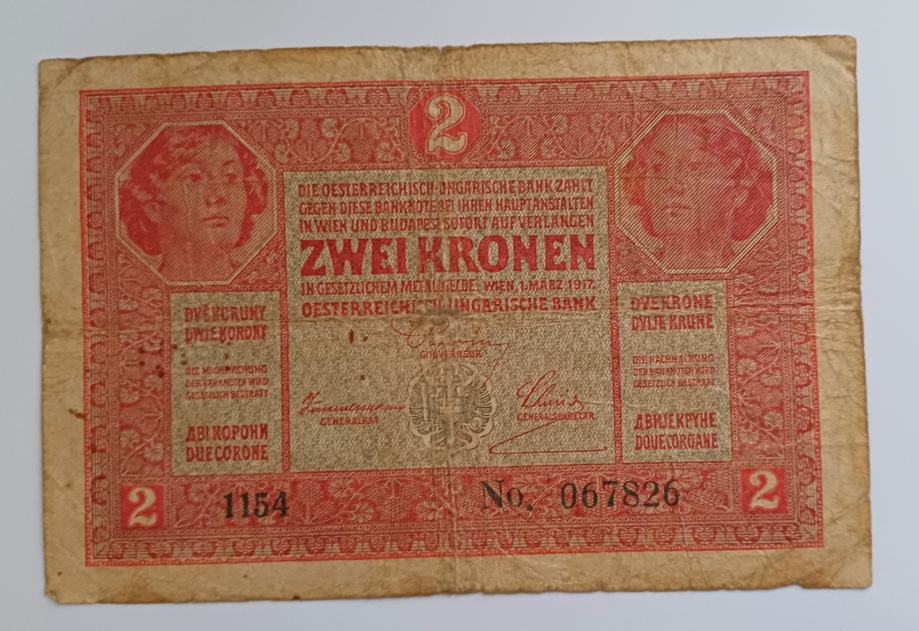 2
DIE OESTERREICHISCH-UNGARISCHE BANK ZAHLT
GEGEN DIESE BANKNOTE BEI IHREN HAUPTANSTALTEN
IN WIEN UND BUDAPEST SOFORT AUF VERLANGEN
ZWEI KRONEN
IN GESETZLICHEM METALLGELDE. WIEN, 1. MÄRZ 1917.
OESTERREICHISCH-UNGARISCHE BANK
GOUVERNEUR
GENERALRAT
GENERALSEKRETÄR
DVĚ KORUNY
DWIE KORONY
DIE NACHMACHUNG
DER BANKNOTEN WIRD
GESETZLICH BESTRAFT
ДВІ КОРОНИ
DUE CORONE
DVE KRONE
DVIJE KRUNE
DIE NACHMACHUNG
DER BANKNOTEN WIRD
GESETZLICH BESTRAFT
ДВИЈЕ КРУНЕ
DOUE COROANE
2
1154
No. 067826
2